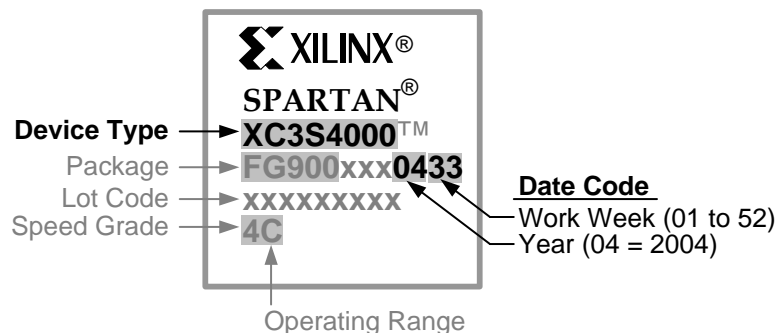 XILINX®
SPARTAN®
Device Type XC3S4000™
Package FG900xxx0433
Lot Code xxxxxxxxx
Speed Grade 4C
Operating Range
Date Code
Work Week (01 to 52)
Year (04 = 2004)